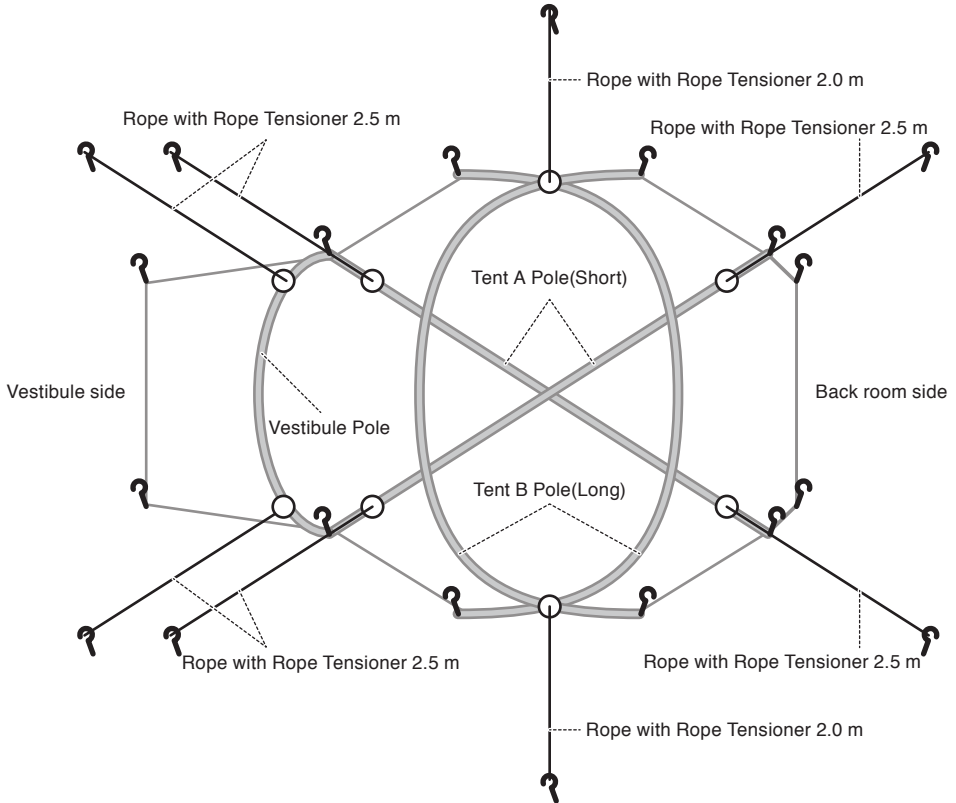 Rope with Rope Tensioner 2.0 m
Rope with Rope Tensioner 2.5 m
Rope with Rope Tensioner 2.5 m
Tent A Pole(Short)
Vestibule side
Back room side
Vestibule Pole
Tent B Pole(Long)
Rope with Rope Tensioner 2.5 m
Rope with Rope Tensioner 2.5 m
Rope with Rope Tensioner 2.0 m